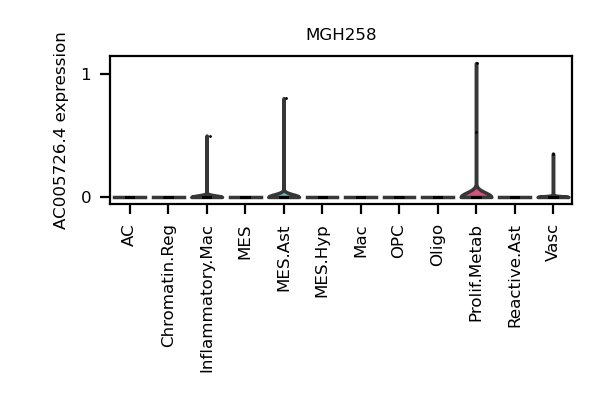 MGH258
AC005726.4 expression
1
0
AC
Chromatin.Reg
Inflammatory.Mac
MES
MES.Ast
MES.Hyp
Mac
OPC
Oligo
Prolif.Metab
Reactive.Ast
Vasc